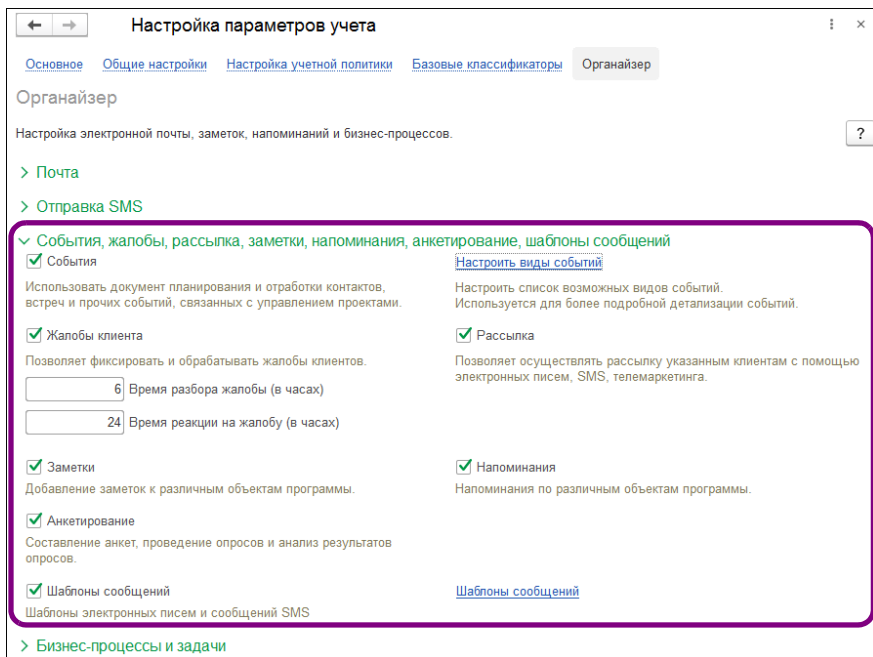 Настройка параметров учета
Основное Общие настройки Настройка учетной политики Базовые классификаторы Органайзер
Органайзер
Настройка электронной почты, заметок, напоминаний и бизнес-процессов. ?
Почта
Отправка SMS
События, жалобы, рассылка, заметки, напоминания, анкетирование, шаблоны сообщений
События Настроить виды событий
Использовать документ планирования и отработки контактов, Настроить список возможных видов событий.
встреч и прочих событий, связанных с управлением проектами. Используется для более подробной детализации событий.
Жалобы клиента Рассылка
Позволяет фиксировать и обрабатывать жалобы клиентов. Позволяет осуществлять рассылку указанным клиентам с помощью
электронных писем, SMS, телемаркетинга.
6 Время разбора жалобы (в часах)
24 Время реакции на жалобу (в часах)
Заметки Напоминания
Добавление заметок к различным объектам программы. Напоминания по различным объектам программы.
Анкетирование
Составление анкет, проведение опросов и анализ результатов
опросов.
Шаблоны сообщений Шаблоны сообщений
Шаблоны электронных писем и сообщений SMS
Бизнес-процессы и задачи